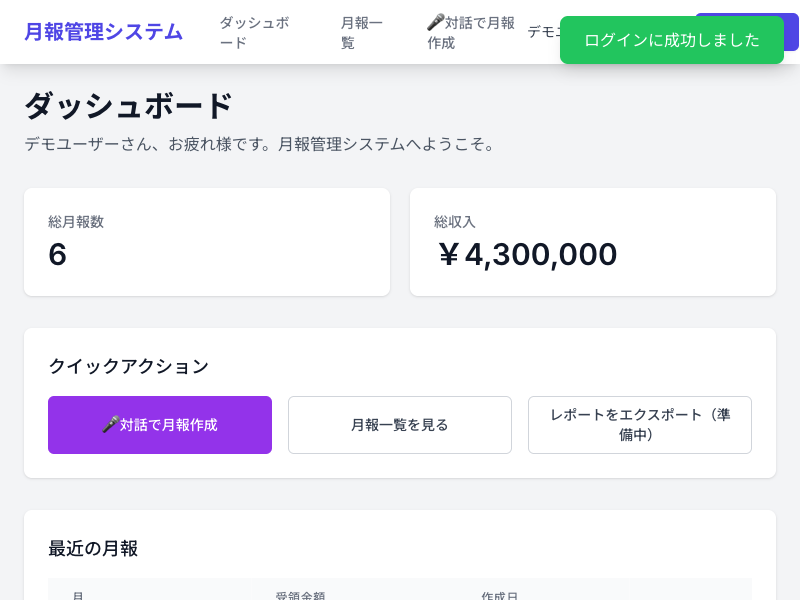 月報管理システム
ダッシュボ
ード
月報一
覧
🎤対話で月報
作成
デモ
ログインに成功しました
ダッシュボード
デモユーザーさん、お疲れ様です。月報管理システムへようこそ。
総月報数
6
総収入
￥4,300,000
クイックアクション
🎤対話で月報作成
月報一覧を見る
レポートをエクスポート（準
備中）
最近の月報
月
受領金額
作成日